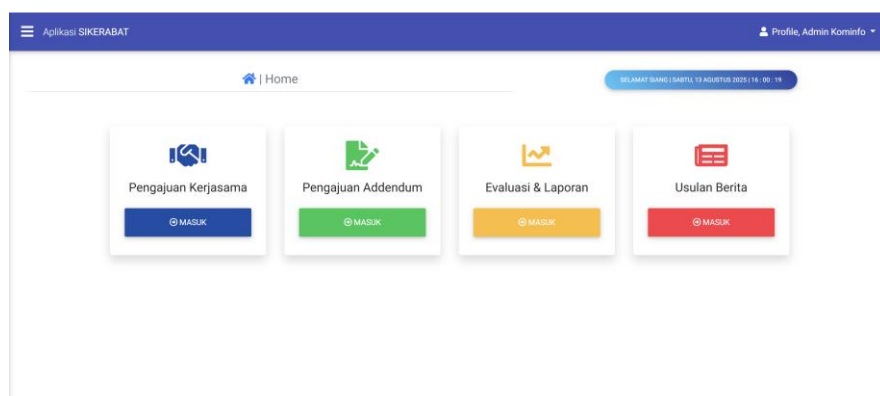 Aplikasi SIKERABAT
Profile, Admin Kominfo
| Home
SELAMAT SIANG | SABTU, 13 AGUSTUS 2025 | 16 : 00 : 19
Pengajuan Kerjasama
Pengajuan Addendum
Evaluasi & Laporan
Usulan Berita
MASUK
MASUK
MASUK
MASUK